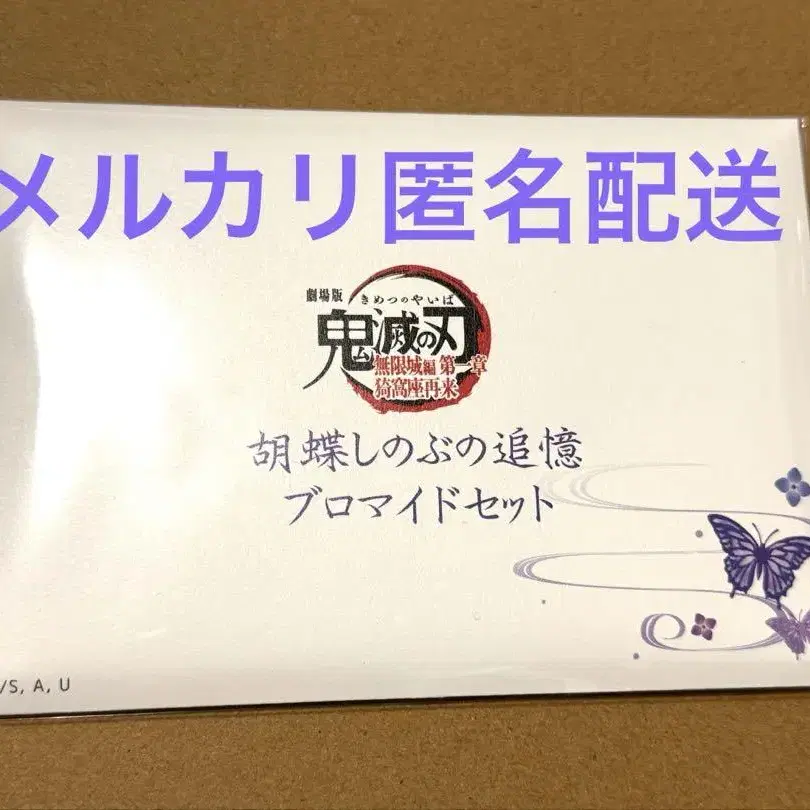 メルカリ匿名配送
劇場版 きめつのやいば
鬼滅の刃
無限城編 第一章
猗窩座再来
胡蝶しのぶの追憶
ブロマイドセット
/S, A, U